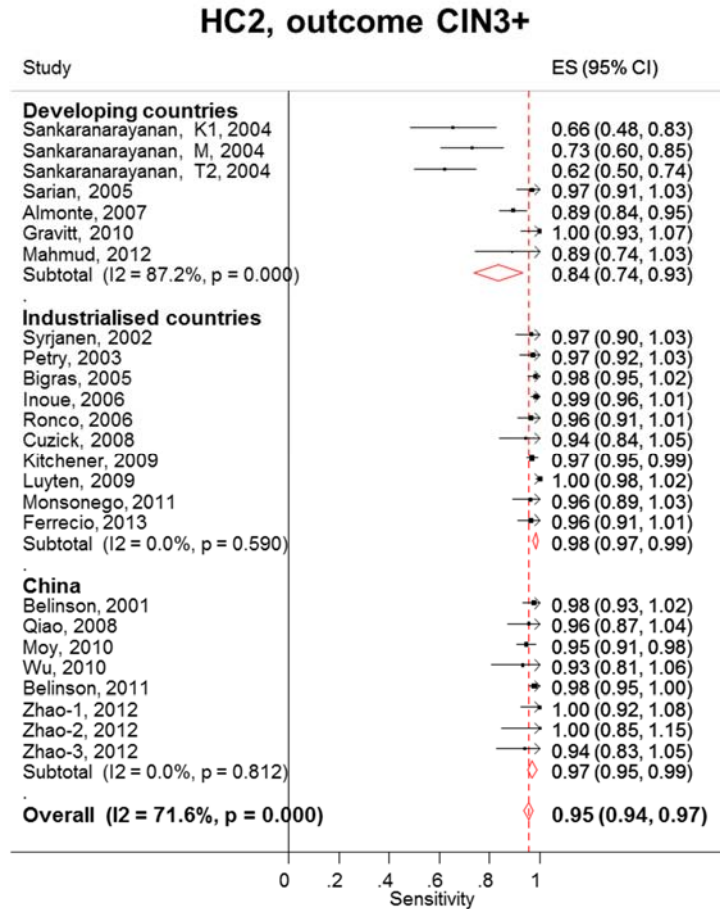 HC2, outcome CIN3+
Study ES (95% CI)
Developing countries
Sankaranarayanan, K1, 2004 0.66 (0.48, 0.83)
Sankaranarayanan, M, 2004 0.73 (0.60, 0.85)
Sankaranarayanan, T2, 2004 0.62 (0.50, 0.74)
Sarian, 2005 0.97 (0.91, 1.03)
Almonte, 2007 0.89 (0.84, 0.95)
Gravitt, 2010 1.00 (0.93, 1.07)
Mahmud, 2012 0.89 (0.74, 1.03)
Subtotal (I2 = 87.2%, p = 0.000) 0.84 (0.74, 0.93)
.
Industrialised countries
Syrjanen, 2002 0.97 (0.90, 1.03)
Petry, 2003 0.97 (0.92, 1.03)
Bigras, 2005 0.98 (0.95, 1.02)
Inoue, 2006 0.99 (0.96, 1.01)
Ronco, 2006 0.96 (0.91, 1.01)
Cuzick, 2008 0.94 (0.84, 1.05)
Kitchener, 2009 0.97 (0.95, 0.99)
Luyten, 2009 1.00 (0.98, 1.02)
Monsonego, 2011 0.96 (0.89, 1.03)
Ferrecio, 2013 0.96 (0.91, 1.01)
Subtotal (I2 = 0.0%, p = 0.590) 0.98 (0.97, 0.99)
.
China
Belinson, 2001 0.98 (0.93, 1.02)
Qiao, 2008 0.96 (0.87, 1.04)
Moy, 2010 0.95 (0.91, 0.98)
Wu, 2010 0.93 (0.81, 1.06)
Belinson, 2011 0.98 (0.95, 1.00)
Zhao-1, 2012 1.00 (0.92, 1.08)
Zhao-2, 2012 1.00 (0.85, 1.15)
Zhao-3, 2012 0.94 (0.83, 1.05)
Subtotal (I2 = 0.0%, p = 0.812) 0.97 (0.95, 0.99)
.
Overall (I2 = 71.6%, p = 0.000) 0.95 (0.94, 0.97)
0 .2 .4 .6 .8 1
Sensitivity